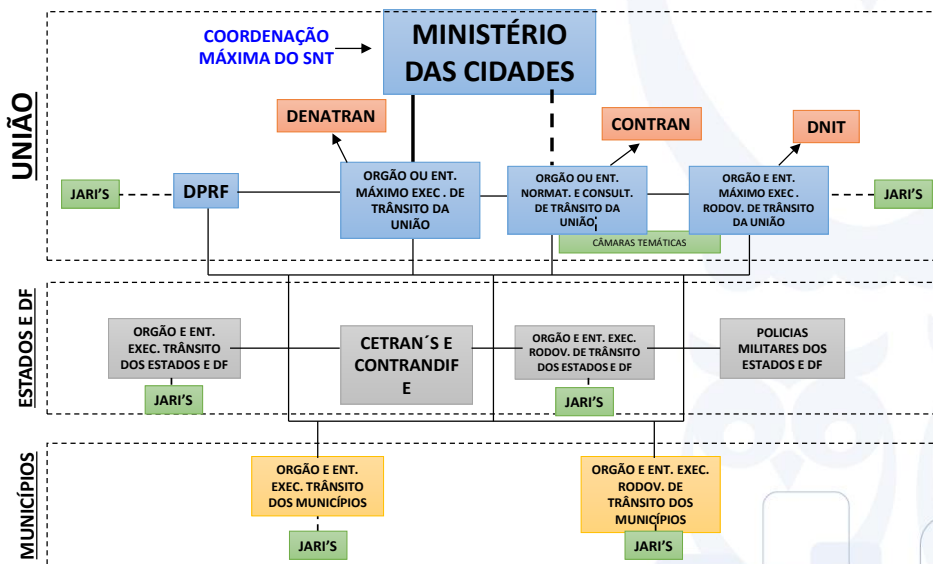 COORDENAÇÃO
MÁXIMA DO SNT
MINISTÉRIO
DAS CIDADES
UNIÃO
DENATRAN
CONTRAN
DNIT
JARI'S
DPRF
ORGÃO OU ENT.
MÁXIMO EXEC . DE
TRÂNSITO DA
UNIÃO
ORGÃO OU ENT.
NORMAT. E CONSULT.
DE TRÂNSITO DA
UNIÃO
ORGÃO E ENT.
MÁXIMO EXEC .
RODOV. DE TRÂNSITO
DA UNIÃO
JARI'S
CÂMARAS TEMÁTICAS
ESTADOS E DF
ORGÃO E ENT.
EXEC. TRÂNSITO
DOS ESTADOS E DF
JARI'S
CETRAN´S E
CONTRANDIF
E
ORGÃO E ENT. EXEC.
RODOV. DE TRÂNSITO
DOS ESTADOS E DF
JARI'S
POLICIAS
MILITARES DOS
ESTADOS E DF
MUNICÍPIOS
ORGÃO E ENT.
EXEC. TRÂNSITO
DOS MUNICÍPIOS
JARI'S
ORGÃO E ENT. EXEC.
RODOV. DE
TRÂNSITO DOS
MUNICÍPIOS
JARI'S